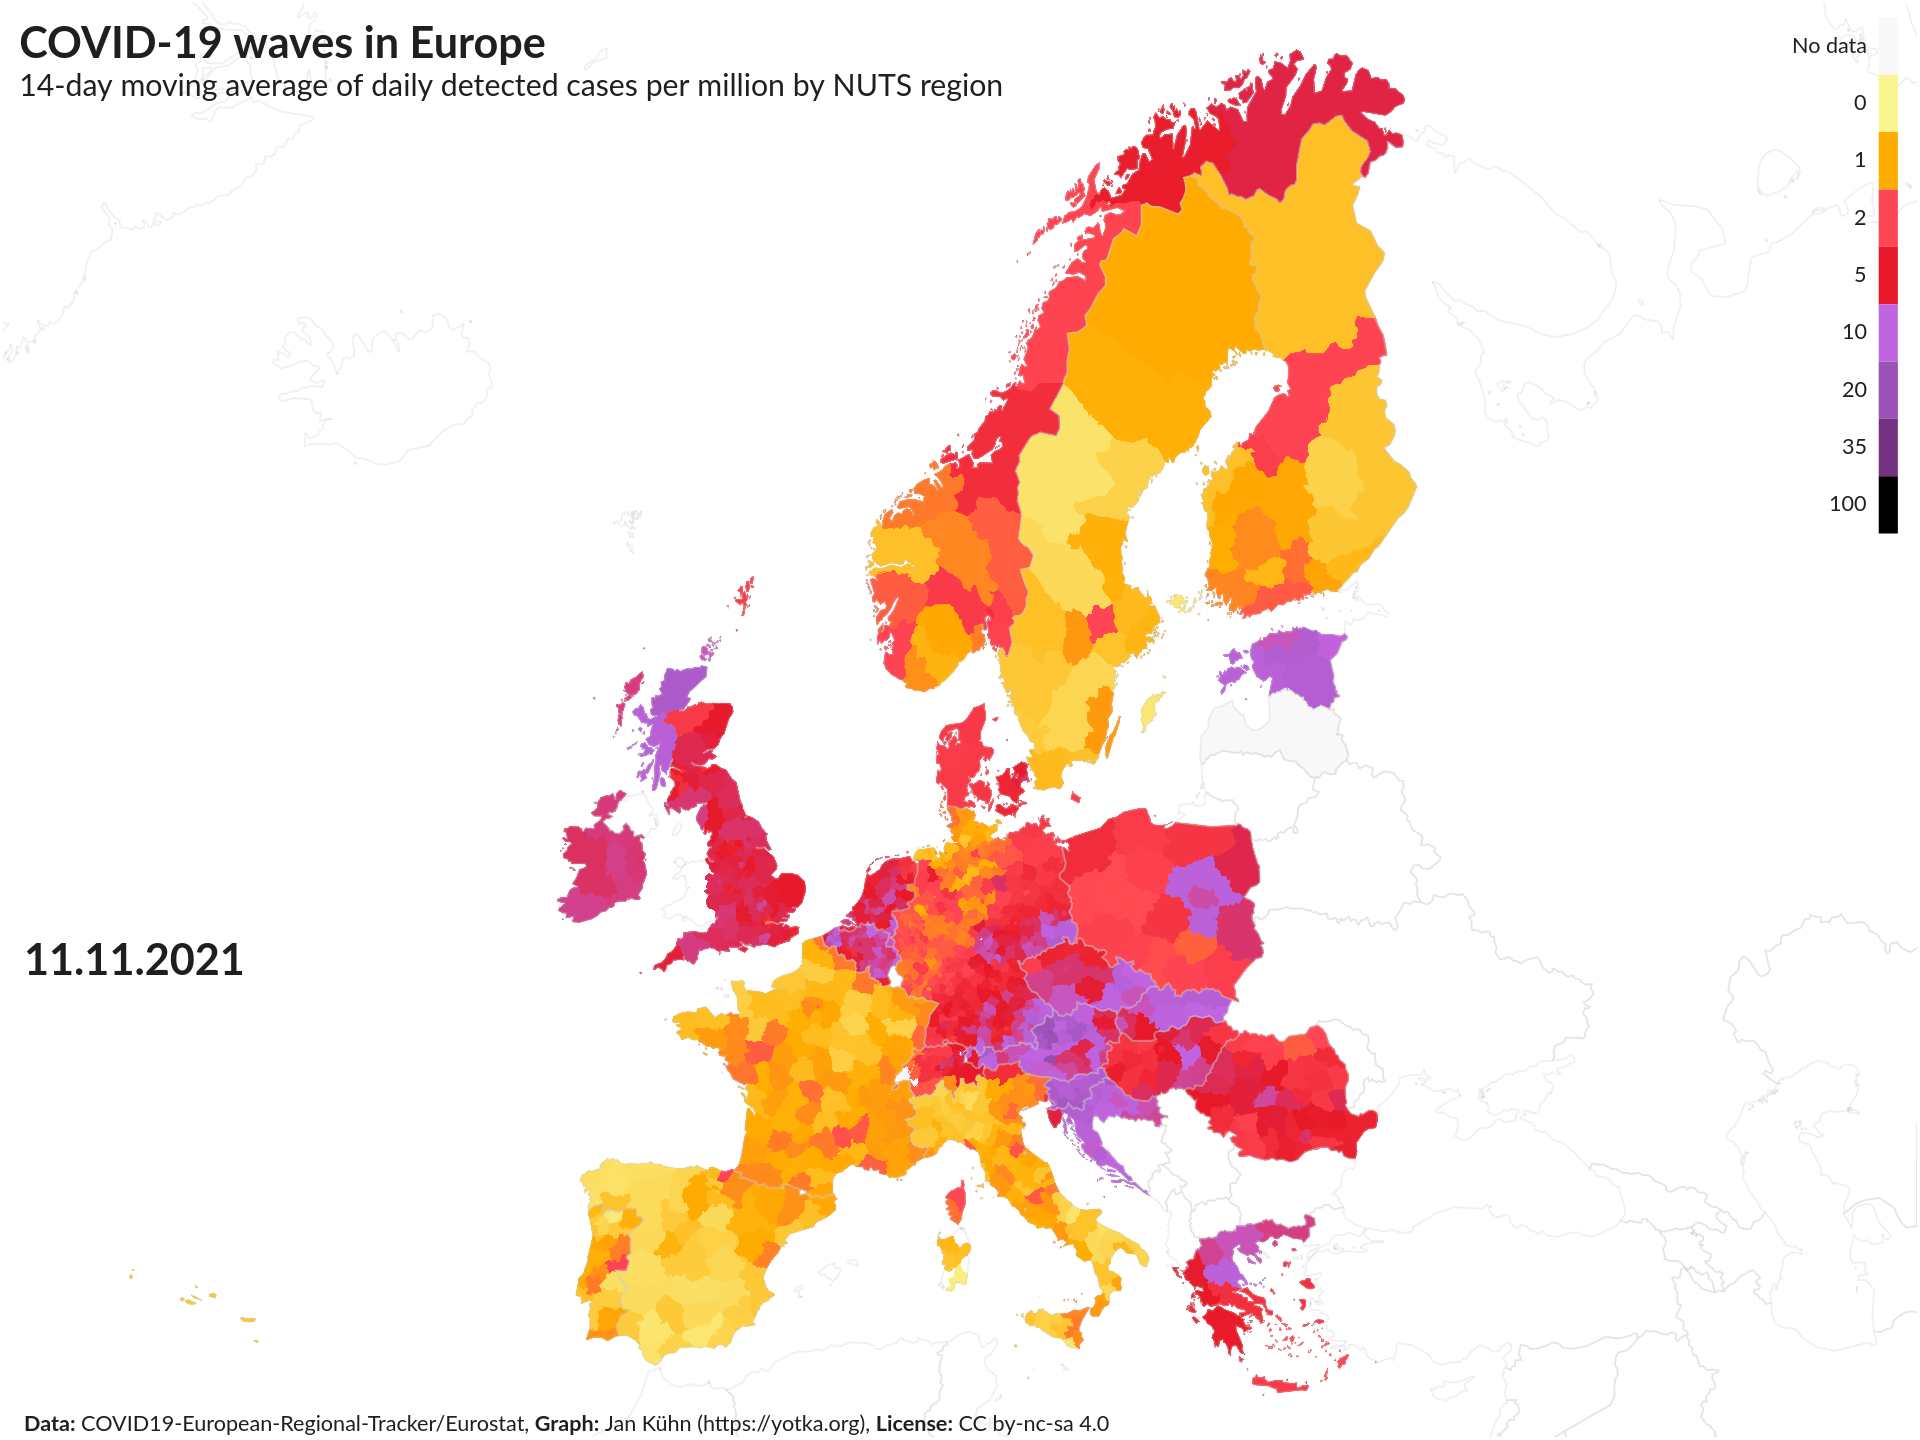 COVID-19 waves in Europe
14-day moving average of daily detected cases per million by NUTS region
No data
0
1
2
5
10
20
35
100
11.11.2021
Data: COVID19-European-Regional-Tracker/Eurostat, Graph: Jan Kühn (https://yotka.org), License: CC by-nc-sa 4.0